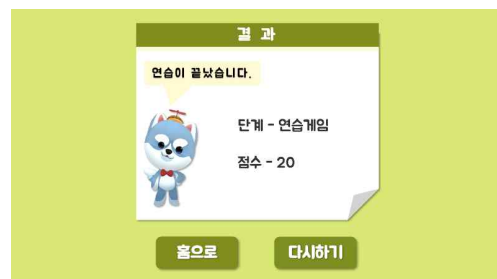 결 과
연습이 끝났습니다.
단계 - 연습게임
점수 - 20
홈으로
다시하기